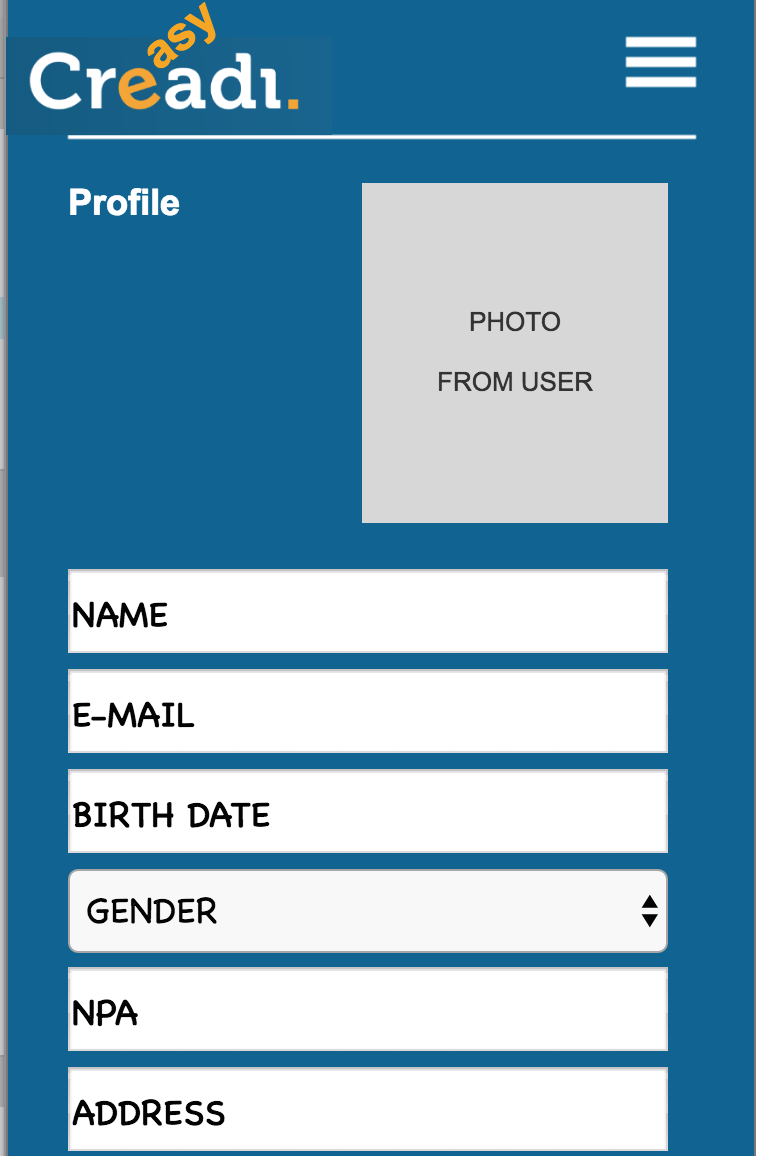 easy
Creadi.
Profile
PHOTO
FROM USER
NAME
E-MAIL
BIRTH DATE
GENDER
NPA
ADDRESS